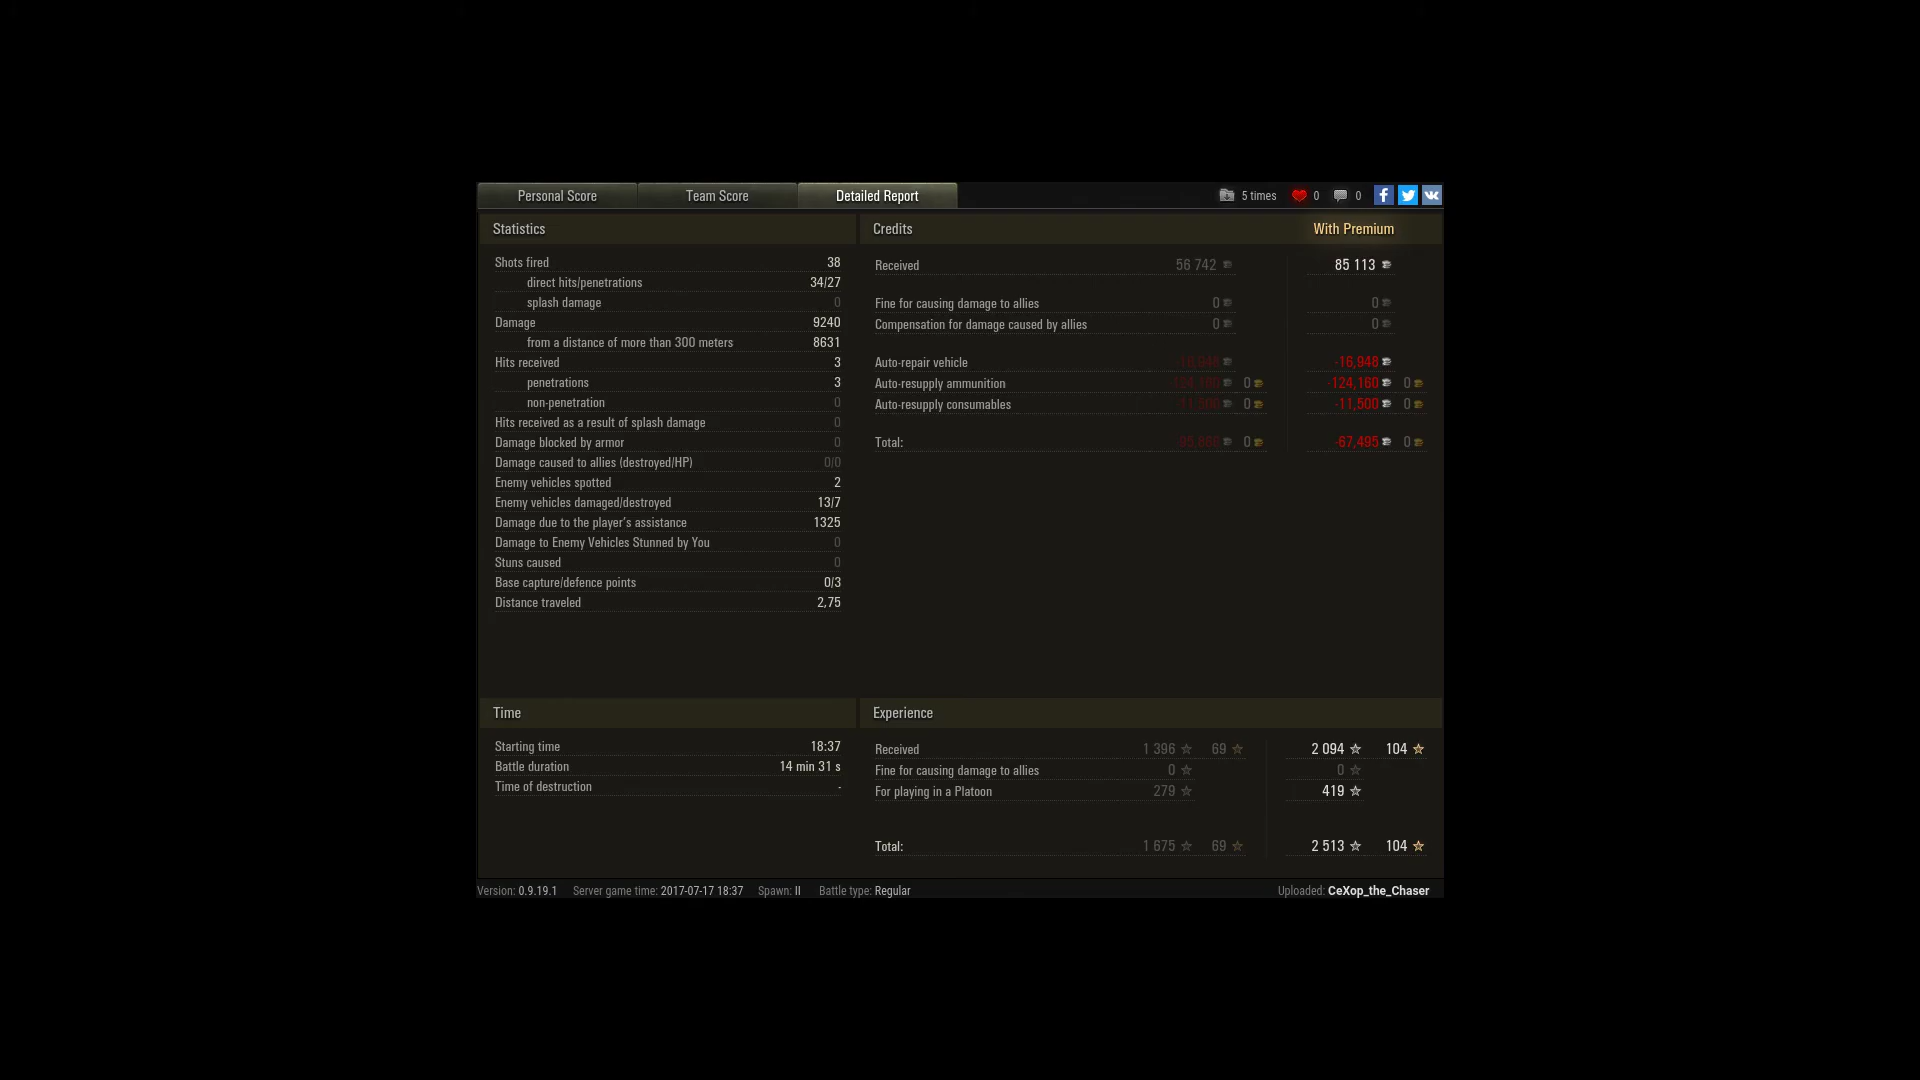 Personal Score Team Score Detailed Report 5 times 0 0
Statistics
Shots fired 38
direct hits/penetrations 34/27
splash damage 0
Damage 9240
from a distance of more than 300 meters 8631
Hits received 3
penetrations 3
non-penetration 0
Hits received as a result of splash damage 0
Damage blocked by armor 0
Damage caused to allies (destroyed/HP) 0/0
Enemy vehicles spotted 2
Enemy vehicles damaged/destroyed 13/7
Damage due to the player's assistance 1325
Damage to Enemy Vehicles Stunned by You 0
Stuns caused 0
Base capture/defence points 0/3
Distance traveled 2,75
Credits With Premium
Received 56 742 85 113
Fine for causing damage to allies 0 0
Compensation for damage caused by allies 0 0
Auto-repair vehicle -16,948 -16,948
Auto-resupply ammunition -124,160 0 -124,160 0
Auto-resupply consumables -11,500 0 -11,500 0
Total: -95,866 0 -67,495 0
Time
Starting time 18:37
Battle duration 14 min 31 s
Time of destruction -
Experience
Received 1 396 69 2 094 104
Fine for causing damage to allies 0 0
For playing in a Platoon 279 419
Total: 1 675 69 2 513 104
Version: 0.9.19.1 Server game time: 2017-07-17 18:37 Spawn: II Battle type: Regular Uploaded: CeXop_the_Chaser